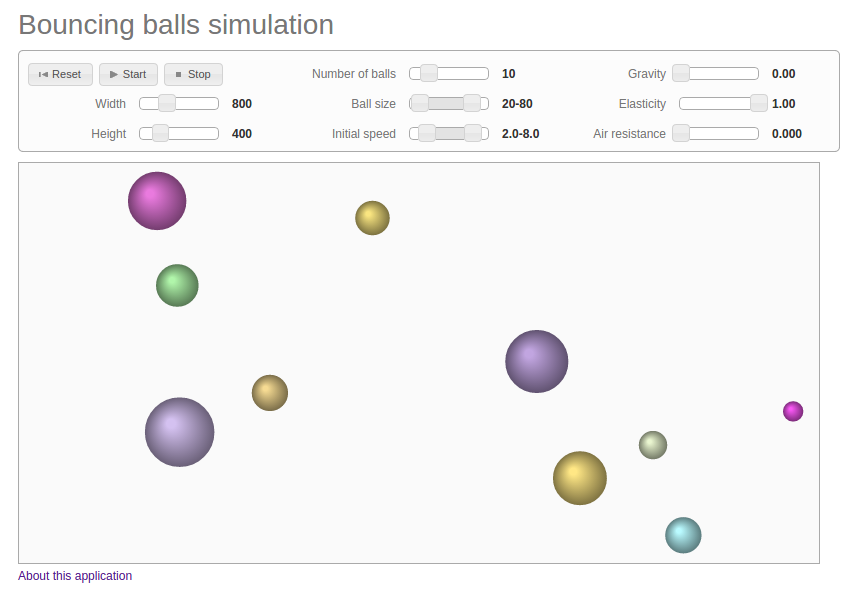 Bouncing balls simulation
Reset Start Stop Number of balls 10 Gravity 0.00
Width 800 Ball size 20-80 Elasticity 1.00
Height 400 Initial speed 2.0-8.0 Air resistance 0.000
About this application